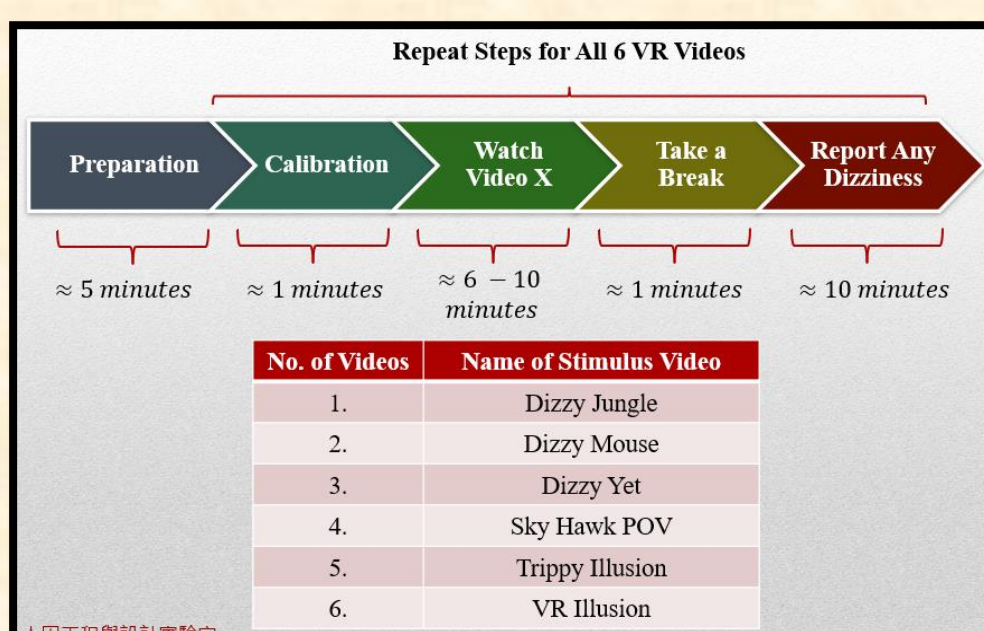 Repeat Steps for All 6 VR Videos
Preparation
Calibration
Watch
Video X
Take a
Break
Report Any
Dizziness
≈ 5 minutes
≈ 1 minutes
≈ 6 – 10
minutes
≈ 1 minutes
≈ 10 minutes
No. of Videos Name of Stimulus Video
1. Dizzy Jungle
2. Dizzy Mouse
3. Dizzy Yet
4. Sky Hawk POV
5. Trippy Illusion
6. VR Illusion